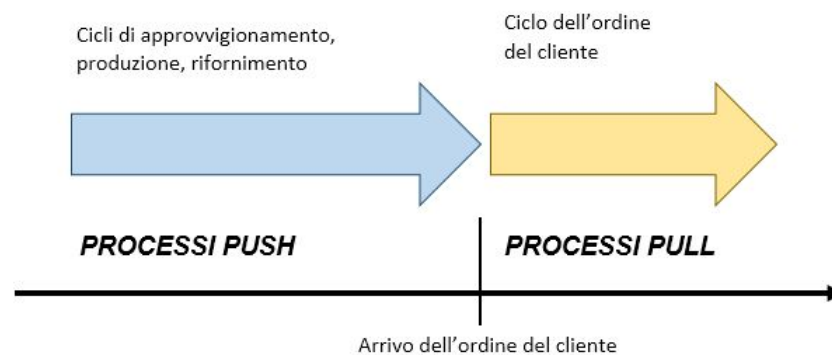 Cicli di approvvigionamento,
produzione, rifornimento
Ciclo dell'ordine
del cliente
PROCESSI PUSH
PROCESSI PULL
Arrivo dell'ordine del cliente